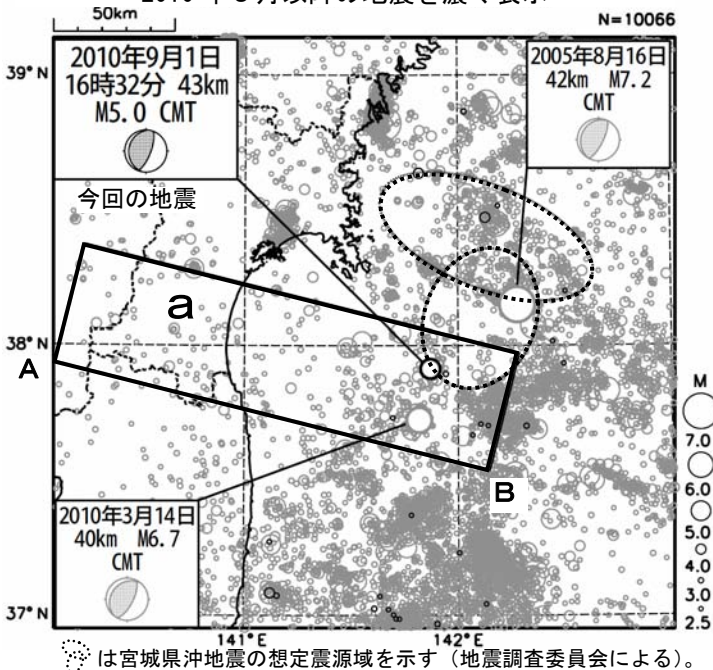 50km
N=10066
39°N
2010年9月1日
16時32分 43km
M5.0 CMT
2005年8月16日
42km M7.2
CMT
今回の地震
a
38°N
A
B
M
7.0
6.0
5.0
4.0
3.0
2.5
2010年3月14日
40km M6.7
CMT
37°N
141°E
142°E
は宮城県沖地震の想定震源域を示す（地震調査委員会による）。